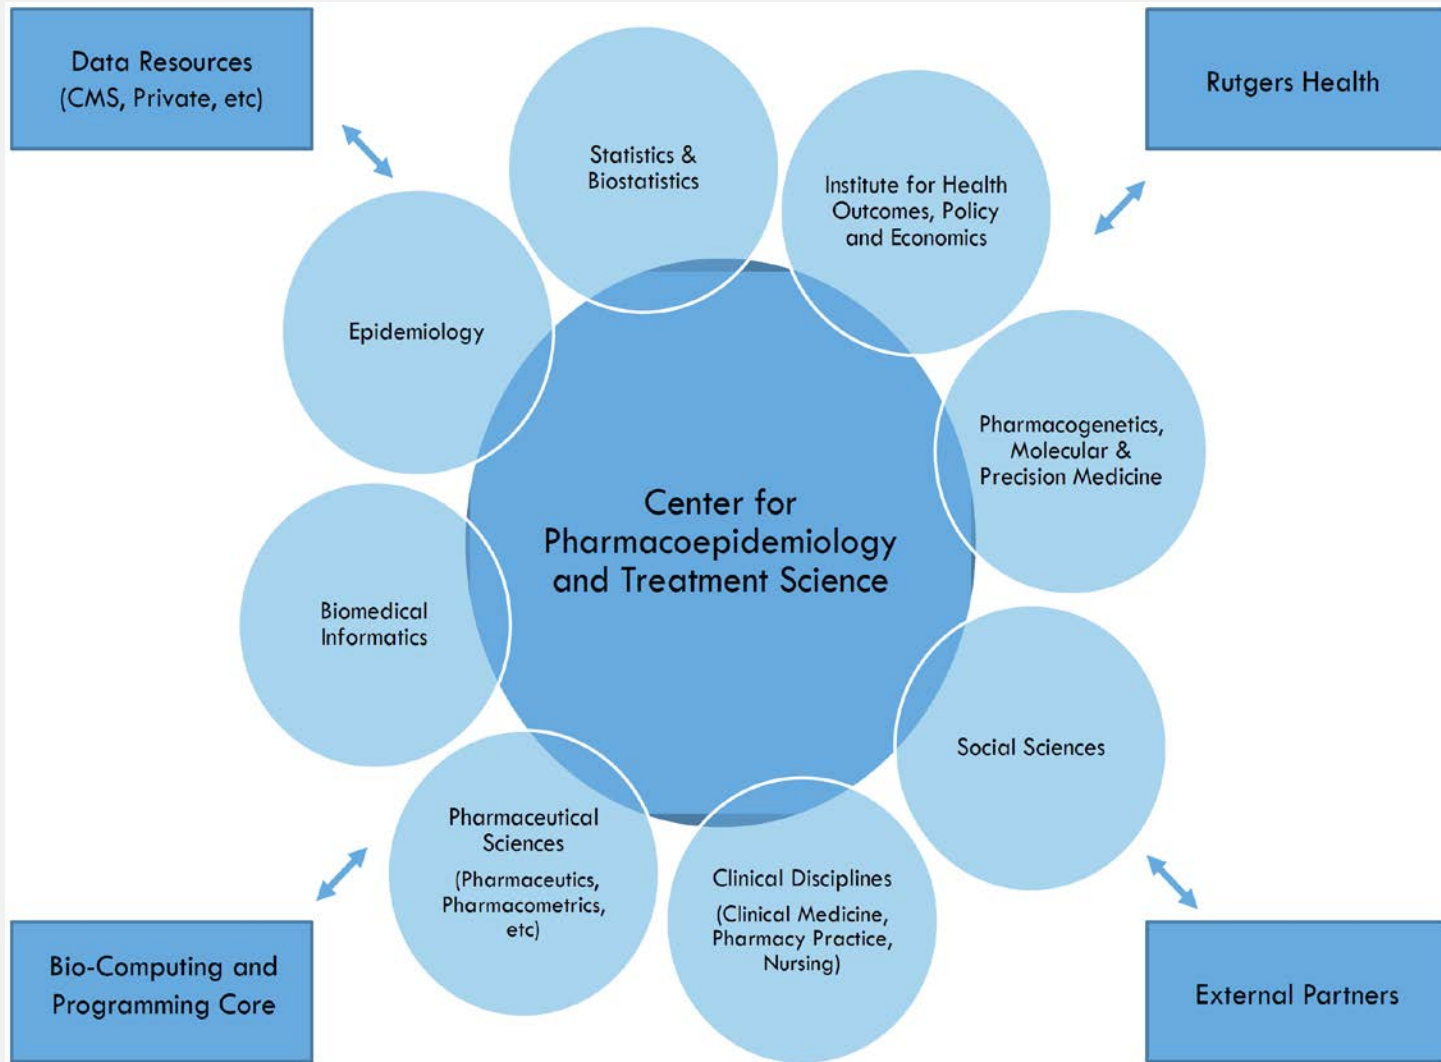 Data Resources
(CMS, Private, etc)
Rutgers Health
Statistics &
Biostatistics
Institute for Health
Outcomes, Policy
and Economics
Epidemiology
Pharmacogenetics,
Molecular &
Precision Medicine
Center for
Pharmacoepidemiology
and Treatment Science
Biomedical
Informatics
Social Sciences
Pharmaceutical
Sciences
(Pharmaceutics,
Pharmacometrics,
etc)
Clinical Disciplines
(Clinical Medicine,
Pharmacy Practice,
Nursing)
Bio-Computing and
Programming Core
External Partners